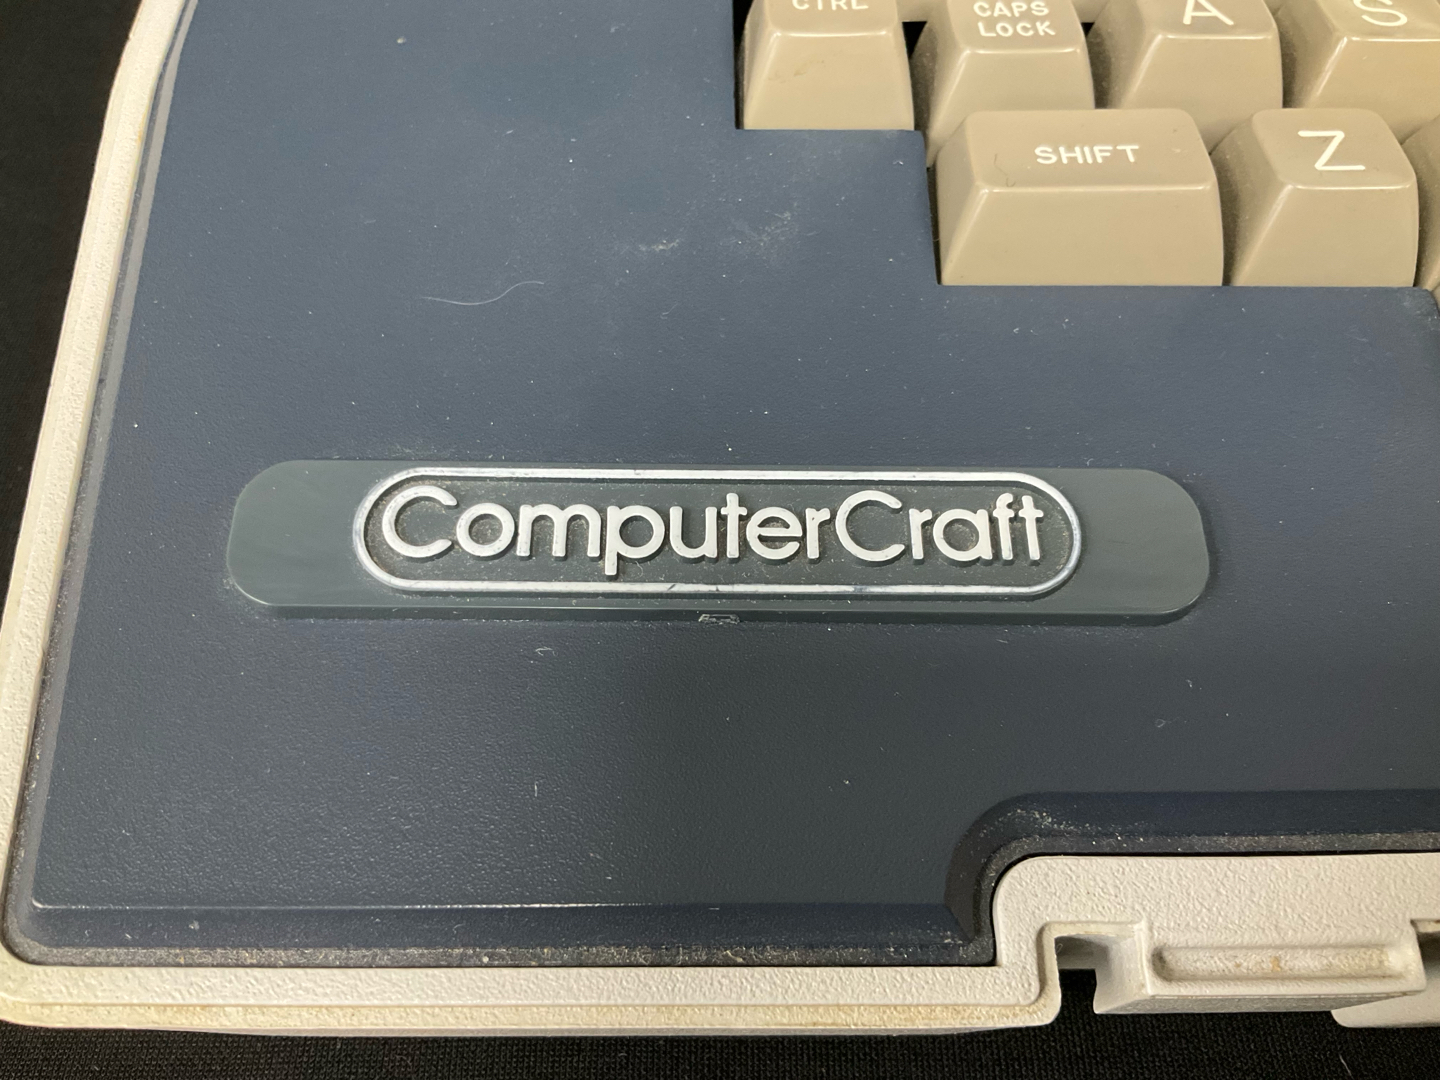 CTRL
CAPS
LOCK
A
S
SHIFT
Z
ComputerCraft